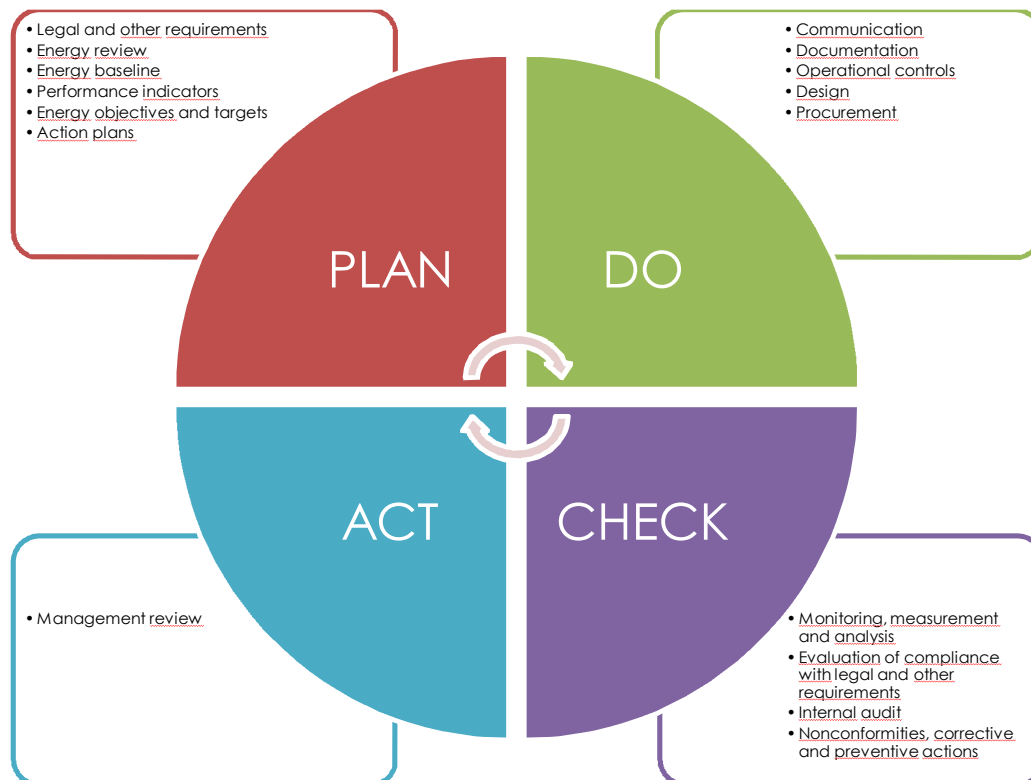 • Legal and other requirements
• Energy review
• Energy baseline
• Performance indicators
• Energy objectives and targets
• Action plans
• Communication
• Documentation
• Operational controls
• Design
• Procurement
PLAN
DO
ACT
CHECK
• Management review
• Monitoring, measurement
and analysis
• Evaluation of compliance
with legal and other
requirements
• Internal audit
• Nonconformities, corrective
and preventive actions